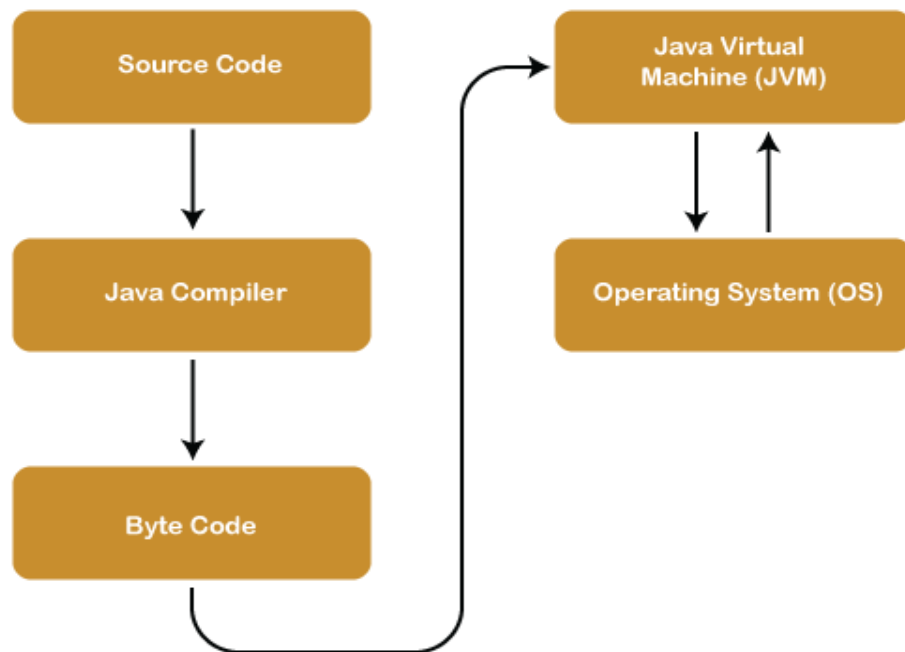 Source Code
Java Compiler
Byte Code
Java Virtual
Machine (JVM)
Operating System (OS)